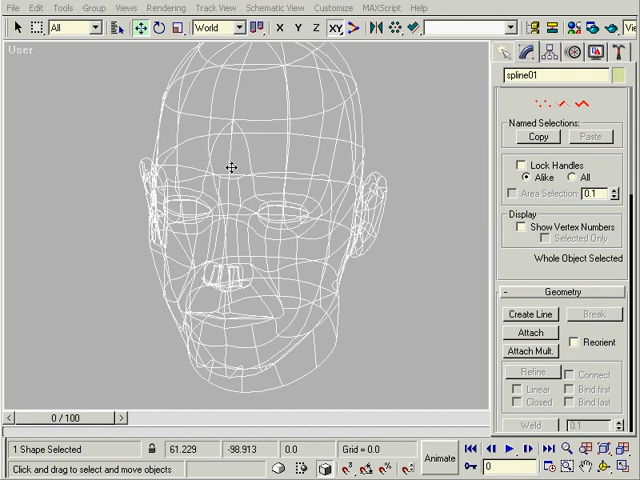 File Edit Tools Group Views Rendering Track View Schematic View Customize MAXScript Help
All World X Y Z XY
User
spline01
Named Selections:
Copy Paste
Lock Handles
Alike All
Area Selection: 0.1
Display
Show Vertex Numbers
Selected Only
Whole Object Selected
- Geometry
Create Line Break
Attach
Reorient
Attach Mult.
Refine Connect
Linear Bind first
Closed Bind last
Weld 0.1
< 0 / 100 >
1 Shape Selected 61.229 -98.913 0.0 Grid = 0.0
Animate
Click and drag to select and move objects 0